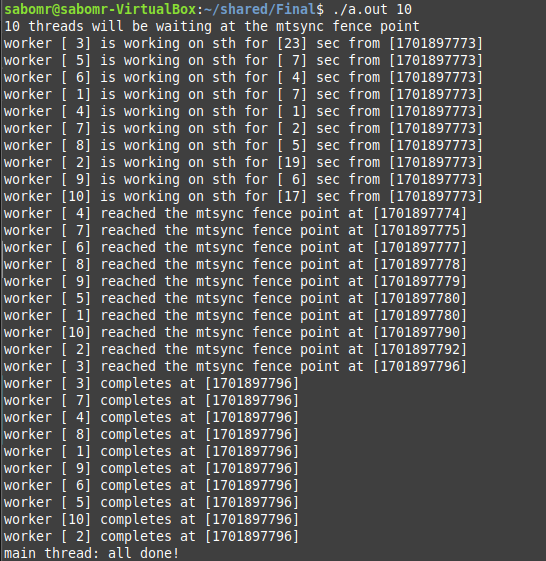 sabomr@sabomr-VirtualBox:~/shared/Final$ ./a.out 10
10 threads will be waiting at the mtsync fence point
worker [ 3] is working on sth for [23] sec from [1701897773]
worker [ 5] is working on sth for [ 7] sec from [1701897773]
worker [ 6] is working on sth for [ 4] sec from [1701897773]
worker [ 1] is working on sth for [ 7] sec from [1701897773]
worker [ 4] is working on sth for [ 1] sec from [1701897773]
worker [ 7] is working on sth for [ 2] sec from [1701897773]
worker [ 8] is working on sth for [ 5] sec from [1701897773]
worker [ 2] is working on sth for [19] sec from [1701897773]
worker [ 9] is working on sth for [ 6] sec from [1701897773]
worker [10] is working on sth for [17] sec from [1701897773]
worker [ 4] reached the mtsync fence point at [1701897774]
worker [ 7] reached the mtsync fence point at [1701897775]
worker [ 6] reached the mtsync fence point at [1701897777]
worker [ 8] reached the mtsync fence point at [1701897778]
worker [ 9] reached the mtsync fence point at [1701897779]
worker [ 5] reached the mtsync fence point at [1701897780]
worker [ 1] reached the mtsync fence point at [1701897780]
worker [10] reached the mtsync fence point at [1701897790]
worker [ 2] reached the mtsync fence point at [1701897792]
worker [ 3] reached the mtsync fence point at [1701897796]
worker [ 3] completes at [1701897796]
worker [ 7] completes at [1701897796]
worker [ 4] completes at [1701897796]
worker [ 8] completes at [1701897796]
worker [ 1] completes at [1701897796]
worker [ 9] completes at [1701897796]
worker [ 6] completes at [1701897796]
worker [ 5] completes at [1701897796]
worker [10] completes at [1701897796]
worker [ 2] completes at [1701897796]
main thread: all done!